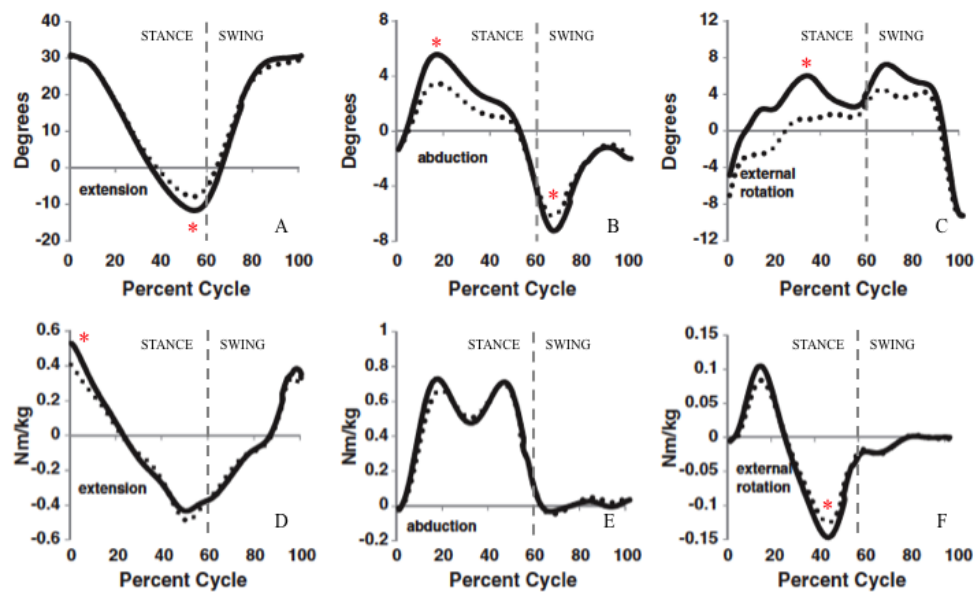 Degrees
40
30
20
10
0
-10
-20
STANCE
SWING
extension
*
A
0 20 40 60 80 100
Percent Cycle
Degrees
8
4
0
-4
-8
*
STANCE
SWING
abduction
*
B
0 20 40 60 80 100
Percent Cycle
Degrees
12
8
4
0
-4
-8
-12
STANCE
SWING
*
external
rotation
C
0 20 40 60 80 100
Percent Cycle
Nm/kg
0.6
0.4
0.2
0
-0.2
-0.4
-0.6
*
STANCE
SWING
extension
D
0 20 40 60 80 100
Percent Cycle
Nm/kg
1
0.8
0.6
0.4
0.2
0
-0.2
STANCE
SWING
abduction
E
0 20 40 60 80 100
Percent Cycle
Nm/kg
0.15
0.1
0.05
0
-0.05
-0.1
-0.15
STANCE
SWING
external
rotation
*
F
0 20 40 60 80 100
Percent Cycle